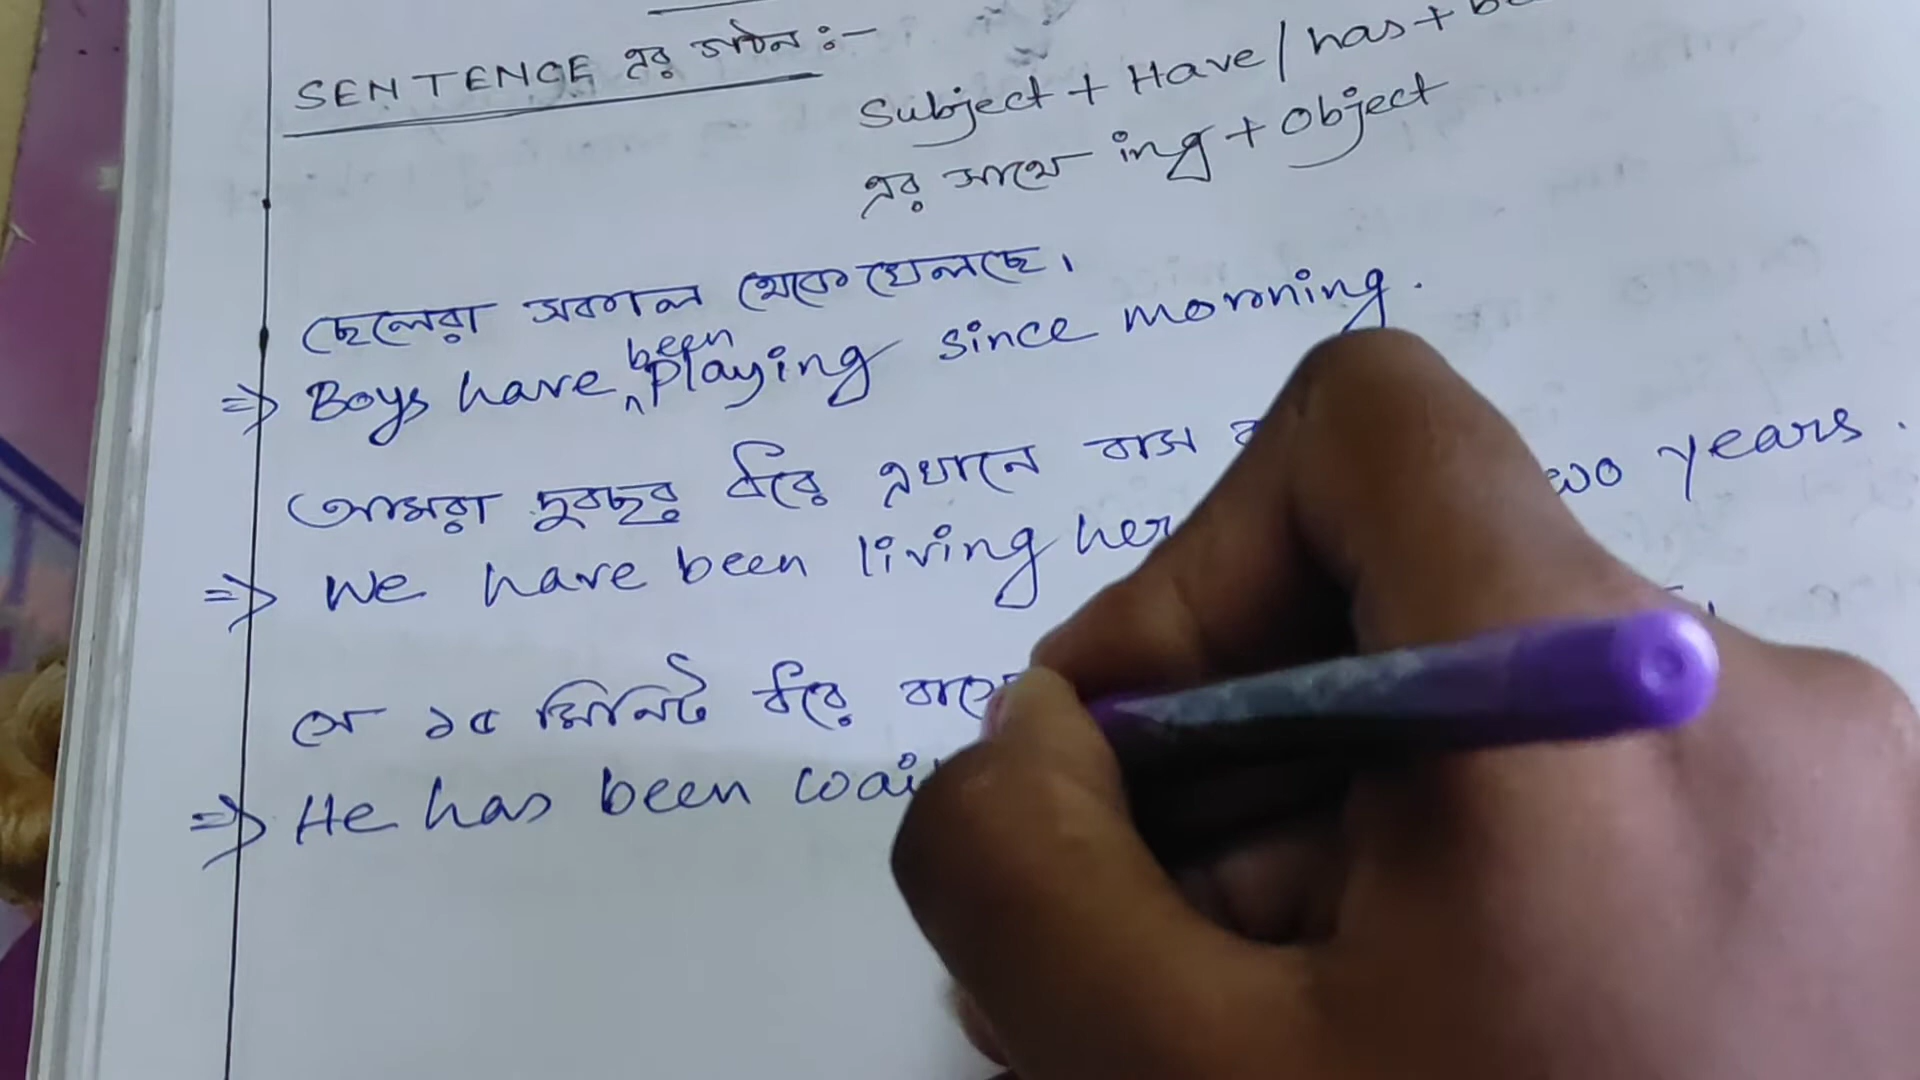 SENTENCE এর গঠন :-
Subject + Have / has +
এর সাথে ing + Object
ছেলেরা সকাল থেকে খেলছে।
been
⇒ Boys have ^ playing since morning.
আমরা দুবছর ধরে এখানে বাস
⇒ We have been living years.
সে ১৫ মিনিট ধরে
⇒ He has been